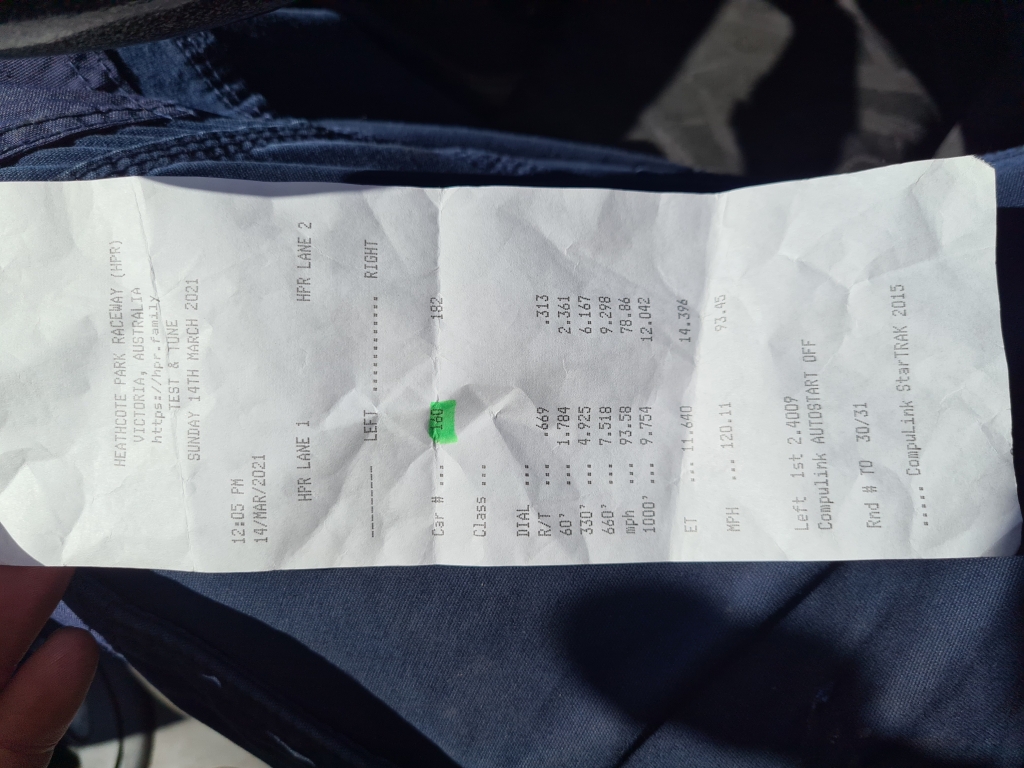 HEATHCOTE PARK RACEWAY (HPR)
VICTORIA, AUSTRALIA
https://hpr.family
TEST & TUNE
SUNDAY 14TH MARCH 2021
12:05 PM
14/MAR/2021
HPR LANE 1 HPR LANE 2
---------- LEFT ........... RIGHT
Car # ... 160 182
Class ...
DIAL ...
R/T ... .669 .313
60' ... 1.784 2.361
330' ... 4.925 6.167
660' ... 7.518 9.298
mph ... 93.58 78.86
1000' ... 9.754 12.042
ET ... 11.640 14.396
MPH ... 120.11 93.45
Left 1st 2.4009
Compulink AUTOSTART OFF
Rnd # TO 30/31
..... CompuLink StarTRAK 2015